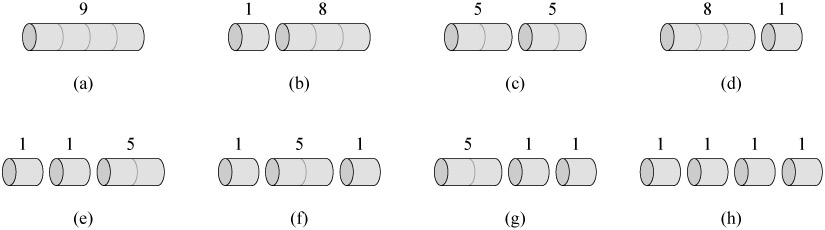 9 1 8 5 5 8 1
(a) (b) (c) (d)
1 1 5 1 5 1 5 1 1 1 1 1 1
(e) (f) (g) (h)